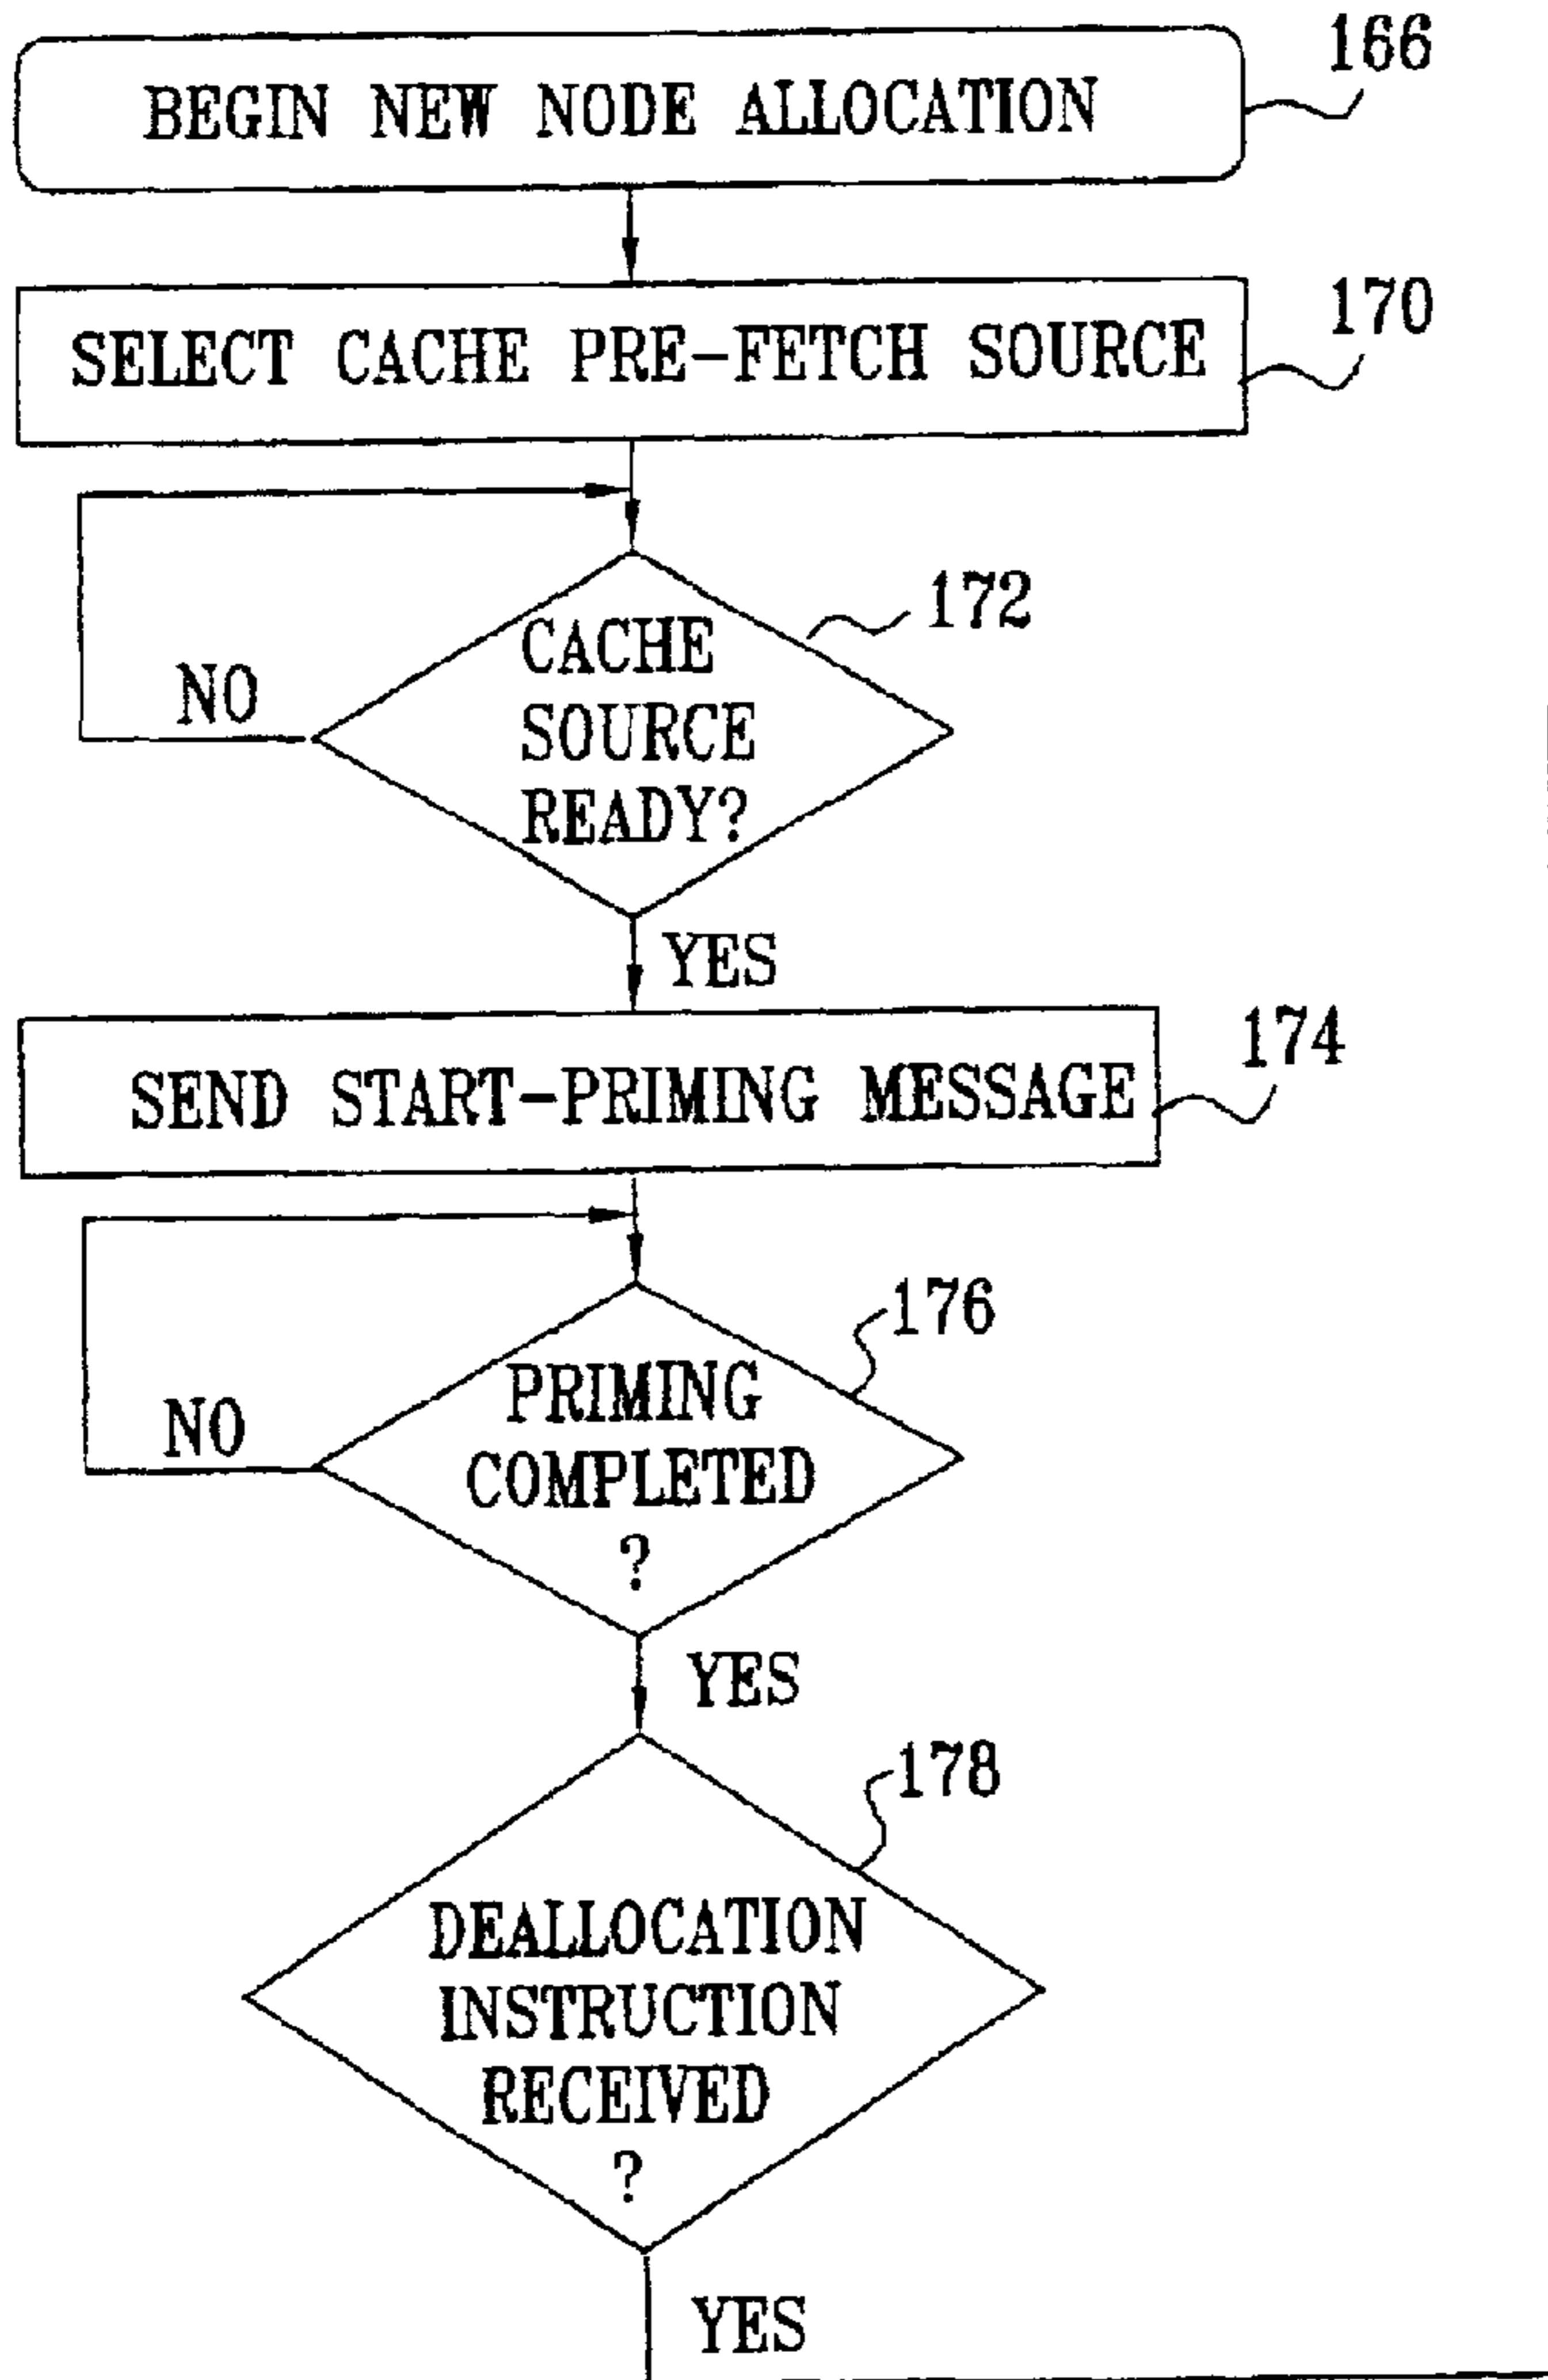 166
BEGIN NEW NODE ALLOCATION
170
SELECT CACHE PRE-FETCH SOURCE
172
CACHE
SOURCE
READY?
NO
YES
174
SEND START-PRIMING MESSAGE
176
PRIMING
COMPLETED
?
NO
YES
178
DEALLOCATION
INSTRUCTION
RECEIVED
?
YES